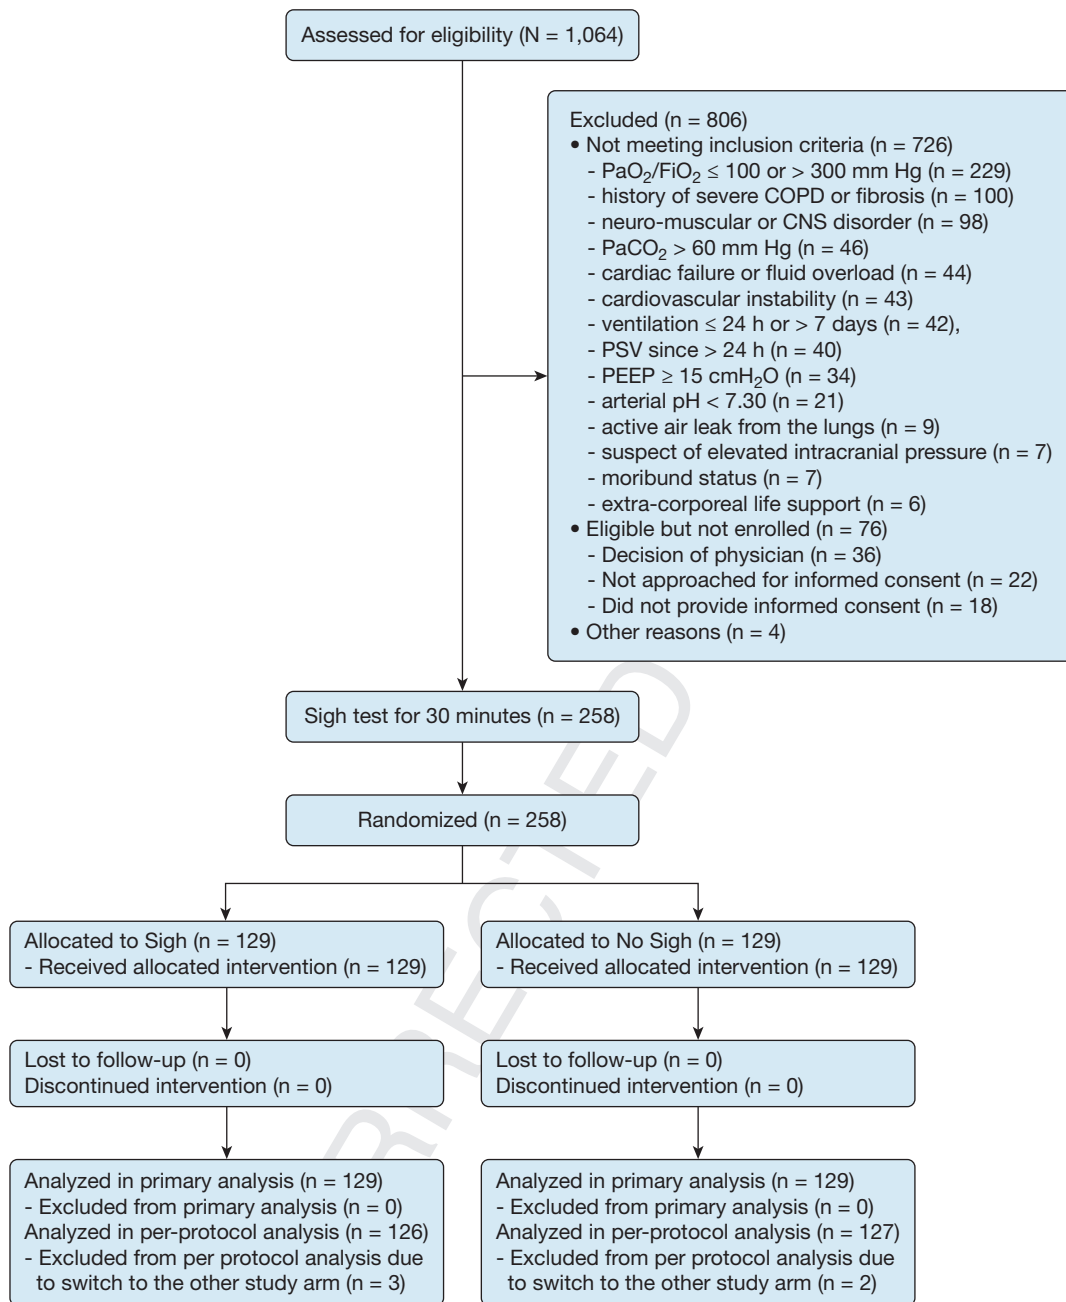 Assessed for eligibility (N = 1,064)
Excluded (n = 806)
• Not meeting inclusion criteria (n = 726)
- PaO₂/FiO₂ ≤ 100 or > 300 mm Hg (n = 229)
- history of severe COPD or fibrosis (n = 100)
- neuro-muscular or CNS disorder (n = 98)
- PaCO₂ > 60 mm Hg (n = 46)
- cardiac failure or fluid overload (n = 44)
- cardiovascular instability (n = 43)
- ventilation ≤ 24 h or > 7 days (n = 42),
- PSV since > 24 h (n = 40)
- PEEP ≥ 15 cmH₂O (n = 34)
- arterial pH < 7.30 (n = 21)
- active air leak from the lungs (n = 9)
- suspect of elevated intracranial pressure (n = 7)
- moribund status (n = 7)
- extra-corporeal life support (n = 6)
• Eligible but not enrolled (n = 76)
- Decision of physician (n = 36)
- Not approached for informed consent (n = 22)
- Did not provide informed consent (n = 18)
• Other reasons (n = 4)
Sigh test for 30 minutes (n = 258)
Randomized (n = 258)
Allocated to Sigh (n = 129)
- Received allocated intervention (n = 129)
Allocated to No Sigh (n = 129)
- Received allocated intervention (n = 129)
Lost to follow-up (n = 0)
Discontinued intervention (n = 0)
Lost to follow-up (n = 0)
Discontinued intervention (n = 0)
Analyzed in primary analysis (n = 129)
- Excluded from primary analysis (n = 0)
Analyzed in per-protocol analysis (n = 126)
- Excluded from per protocol analysis due
to switch to the other study arm (n = 3)
Analyzed in primary analysis (n = 129)
- Excluded from primary analysis (n = 0)
Analyzed in per-protocol analysis (n = 127)
- Excluded from per protocol analysis due
to switch to the other study arm (n = 2)
RRECTED